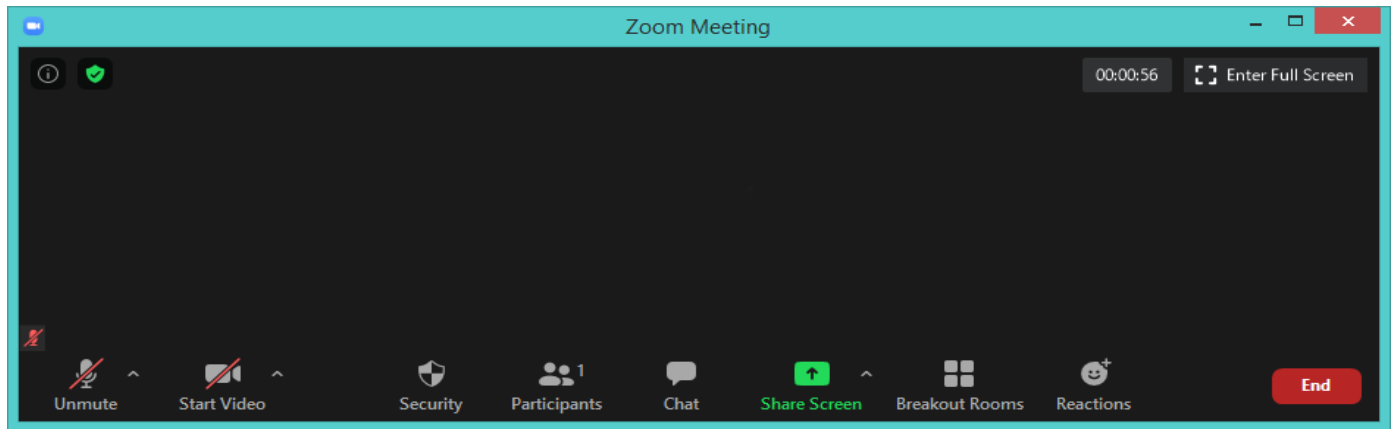 Zoom Meeting
00:00:56 Enter Full Screen
1
Unmute Start Video Security Participants Chat Share Screen Breakout Rooms Reactions End